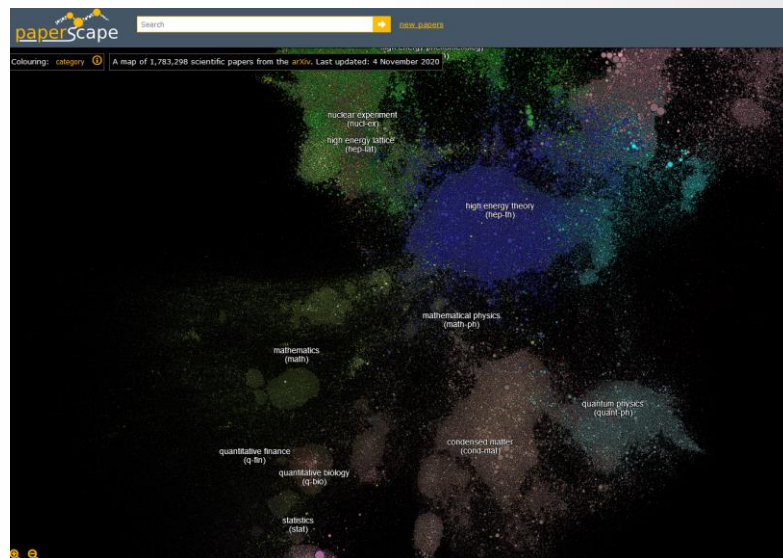 paperscape
Search
new papers
Colouring: category
A map of 1,783,298 scientific papers from the arXiv. Last updated: 4 November 2020
high energy phenomenology
nuclear experiment
(nucl-ex)
high energy lattice
(hep-lat)
high energy theory
(hep-th)
mathematical physics
(math-ph)
mathematics
(math)
quantum physics
(quant-ph)
condensed matter
(cond-mat)
quantitative finance
(q-fin)
quantitative biology
(q-bio)
statistics
(stat)